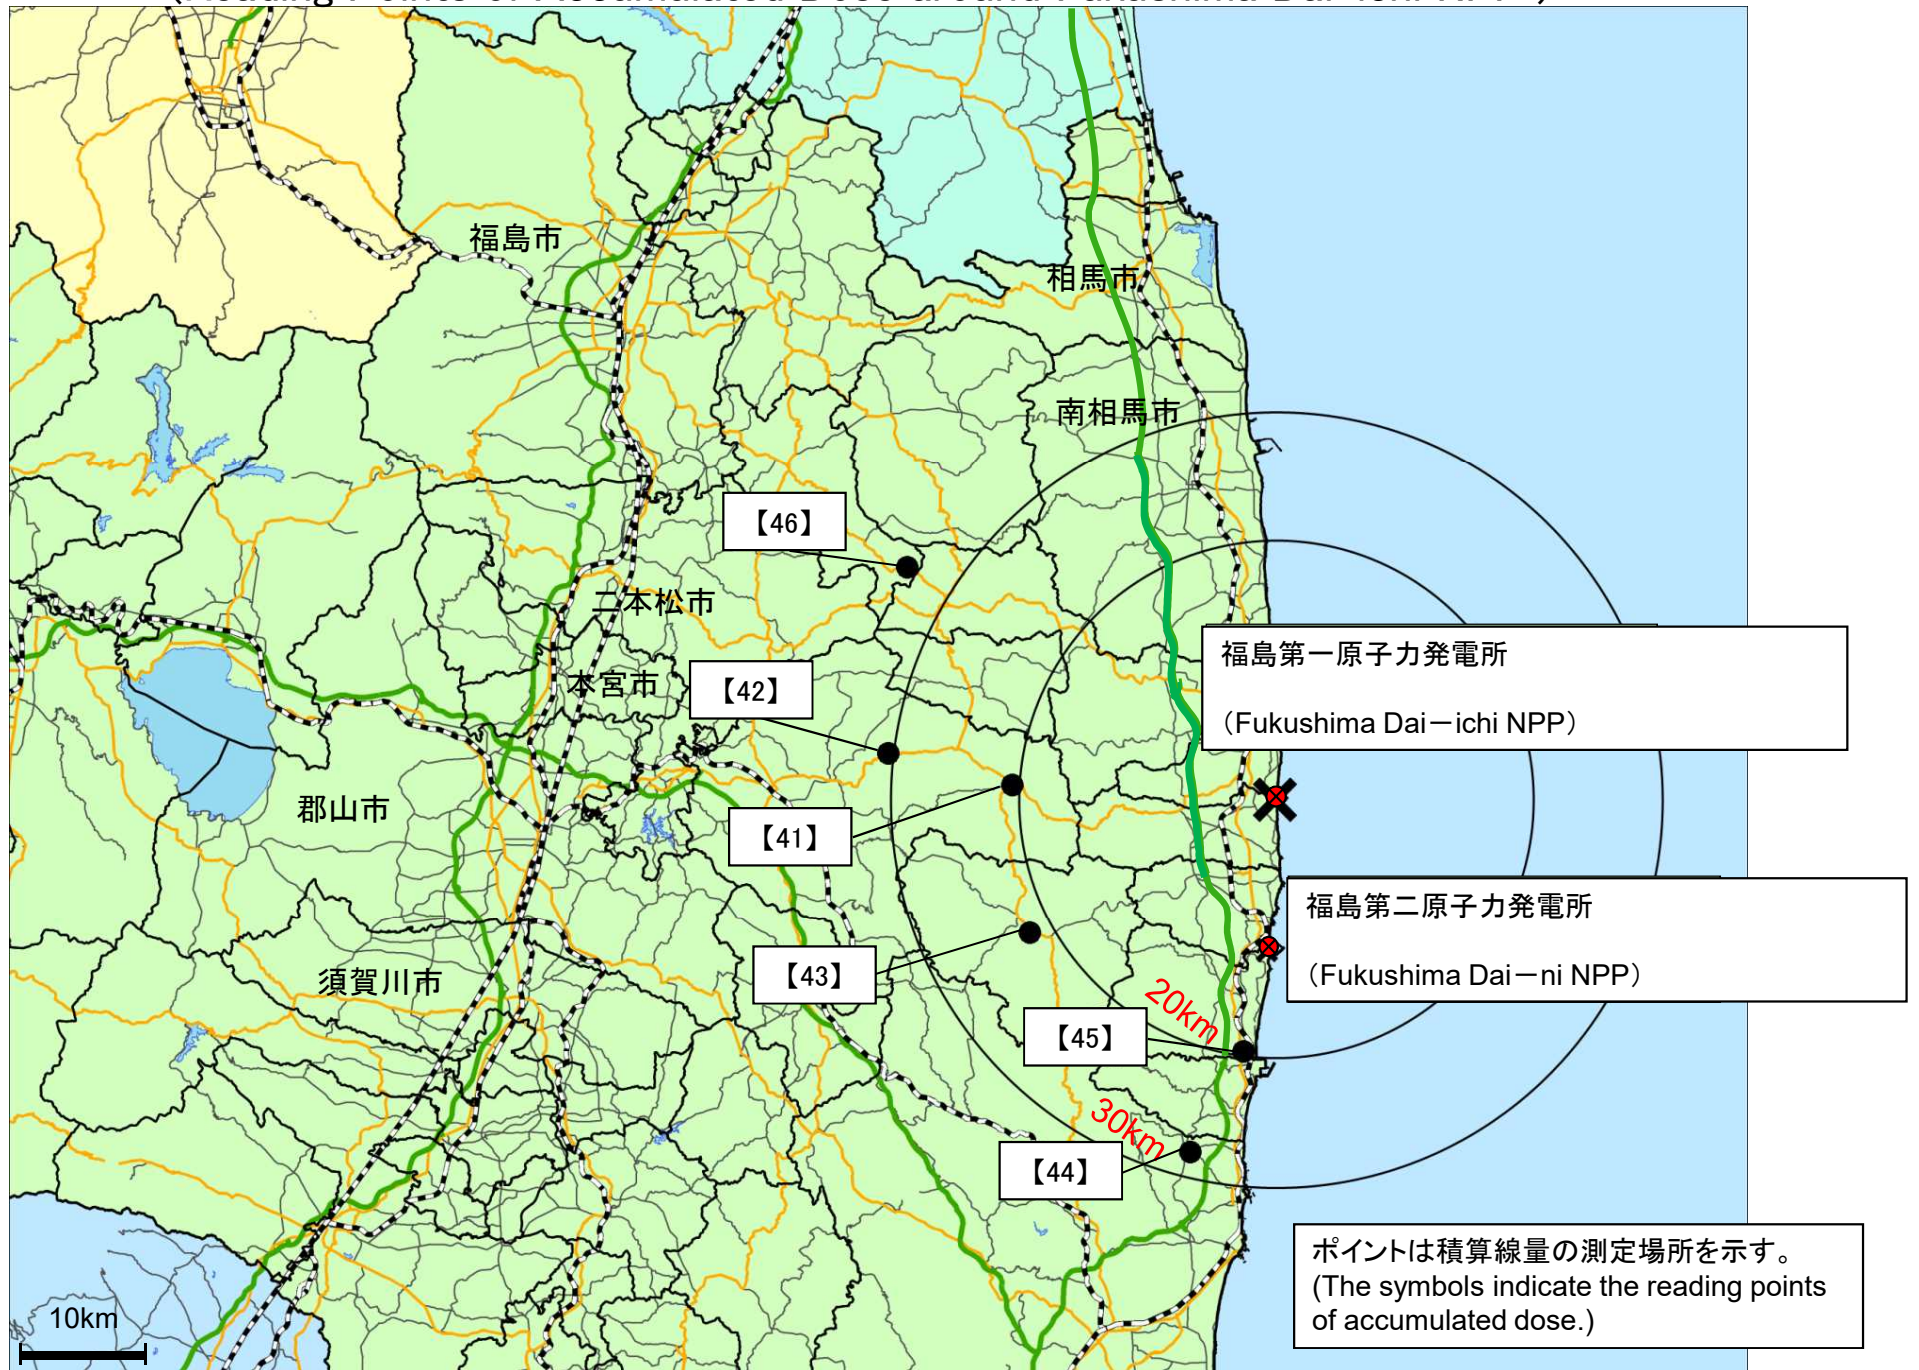 福島市
相馬市
南相馬市
【46】
二本松市
本宮市
【42】
福島第一原子力発電所
(Fukushima Dai-ichi NPP)
郡山市
【41】
福島第二原子力発電所
(Fukushima Dai-ni NPP)
須賀川市
【43】
20km
【45】
30km
【44】
ポイントは積算線量の測定場所を示す。
(The symbols indicate the reading points
of accumulated dose.)
10km